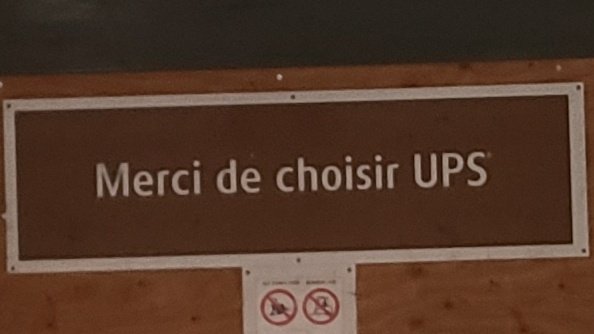 Merci de choisir UPS